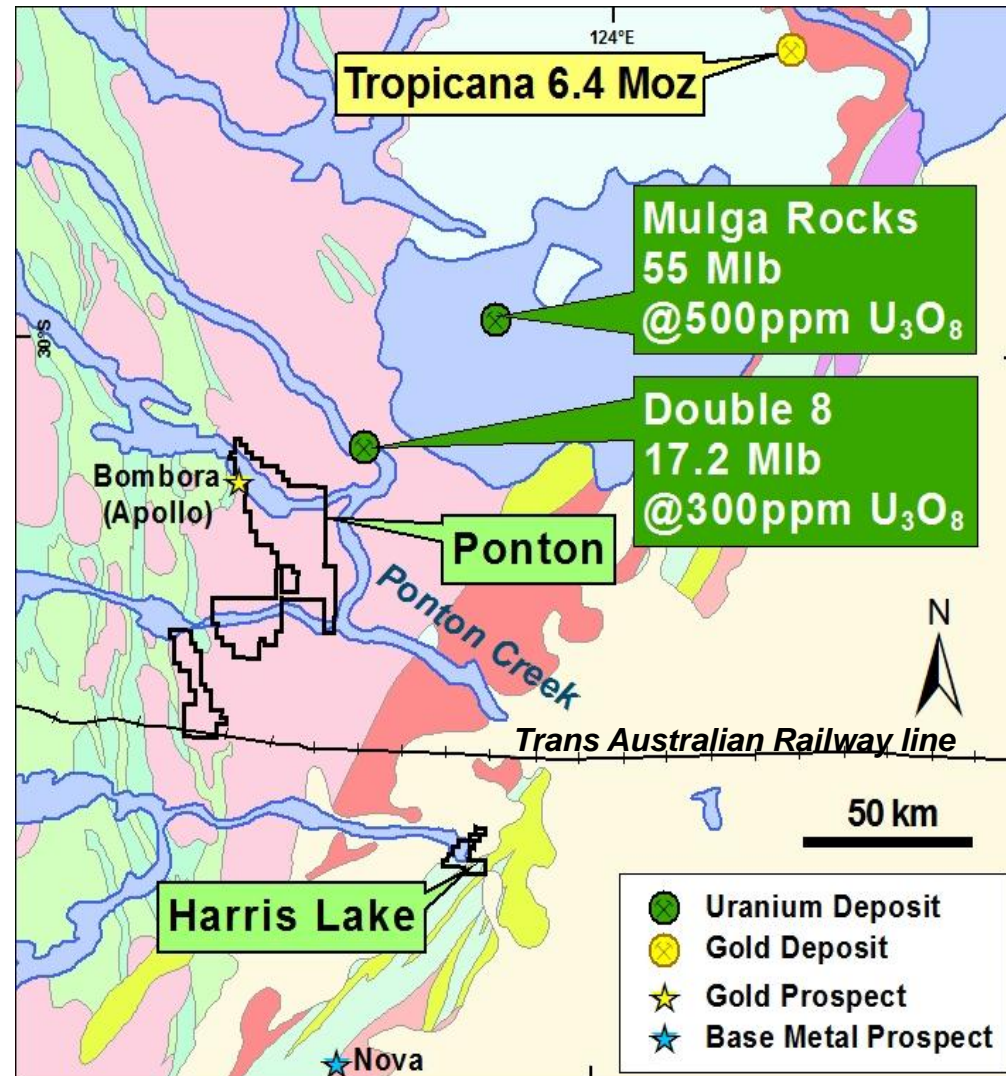 124°E
Tropicana 6.4 Moz
Mulga Rocks
55 Mlb
@500ppm U₃O₈
30°S
Double 8
17.2 Mlb
@300ppm U₃O₈
Bombora
(Apollo)
Ponton
Ponton Creek
N
Trans Australian Railway line
50 km
Harris Lake
Uranium Deposit
Gold Deposit
Gold Prospect
Base Metal Prospect
Nova